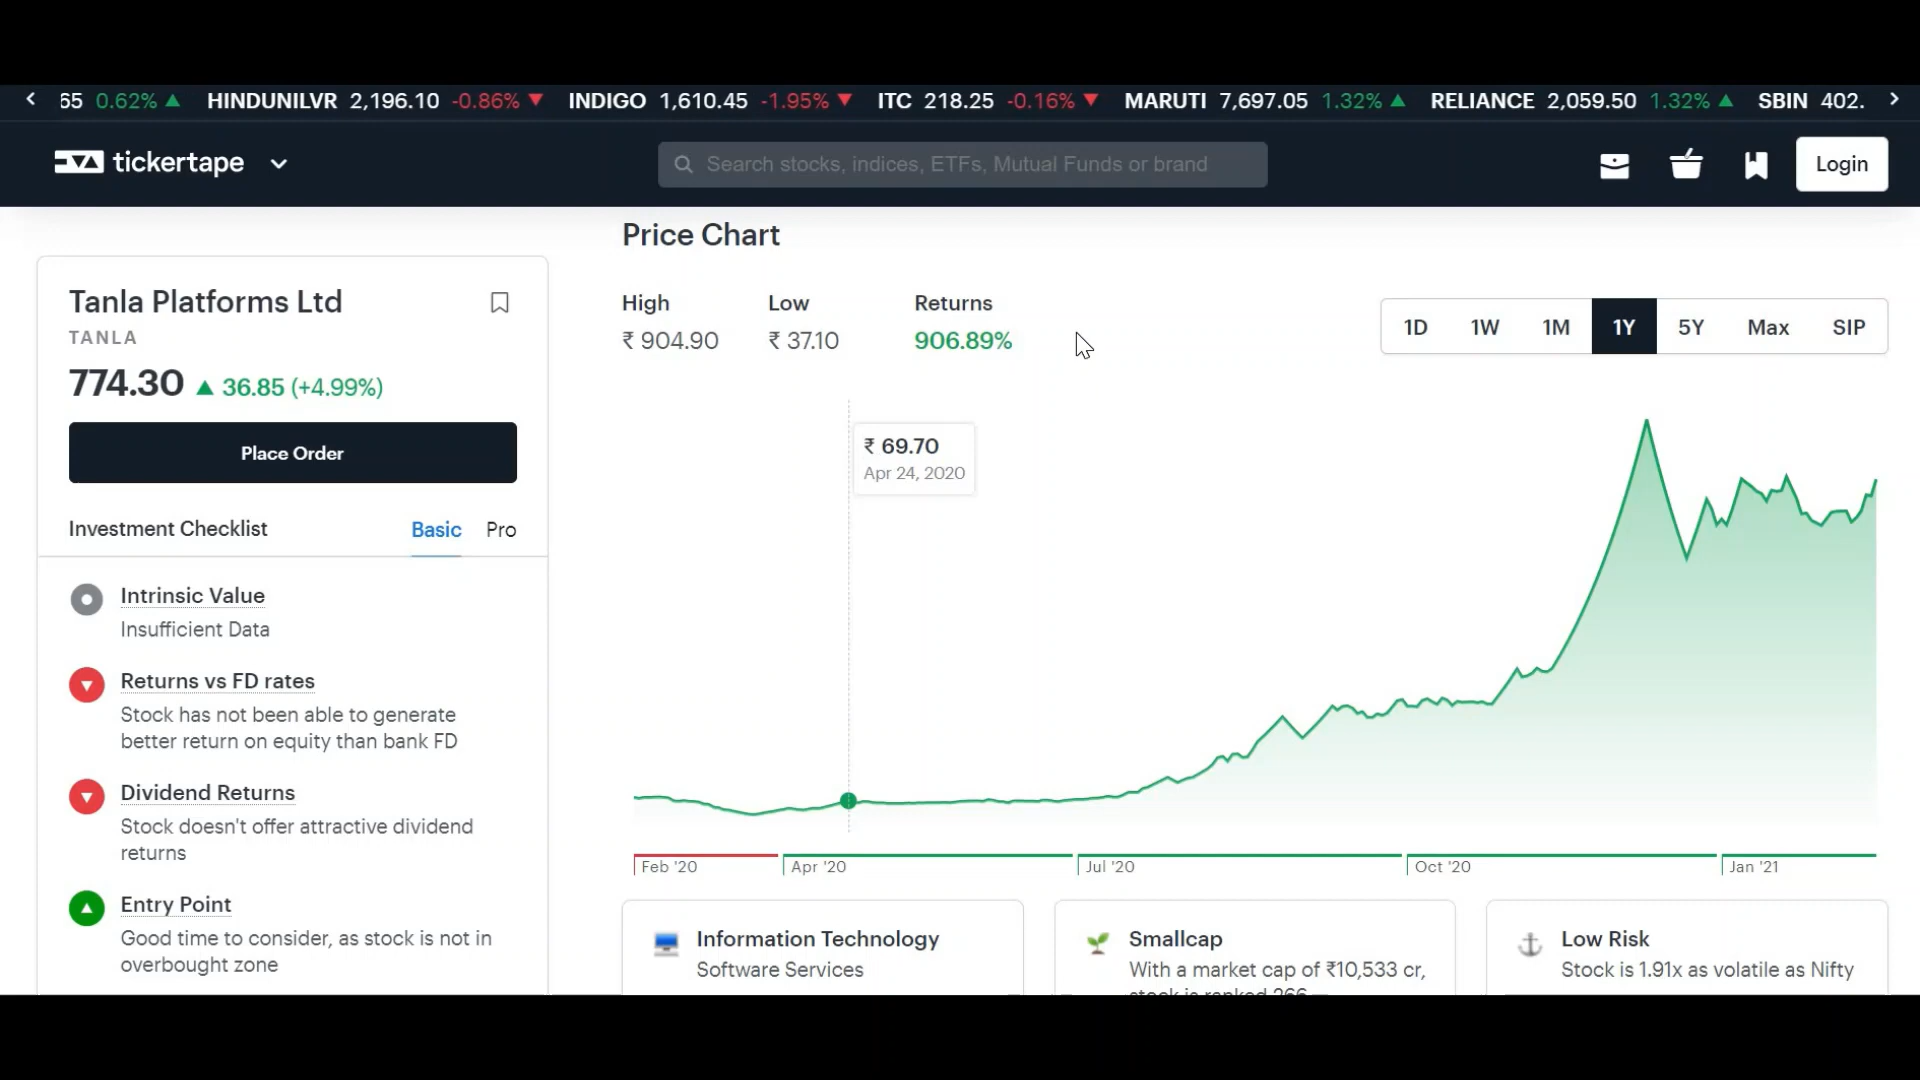 65 0.62% ▲ HINDUNILVR 2,196.10 -0.86% ▼ INDIGO 1,610.45 -1.95% ▼ ITC 218.25 -0.16% ▼ MARUTI 7,697.05 1.32% ▲ RELIANCE 2,059.50 1.32% ▲ SBIN 402.
tickertape
Search stocks, indices, ETFs, Mutual Funds or brand
Login
Tanla Platforms Ltd
TANLA
774.30 ▲ 36.85 (+4.99%)
Place Order
Investment Checklist Basic Pro
Intrinsic Value
Insufficient Data
Returns vs FD rates
Stock has not been able to generate
better return on equity than bank FD
Dividend Returns
Stock doesn't offer attractive dividend
returns
Entry Point
Good time to consider, as stock is not in
overbought zone
Price Chart
High Low Returns
₹ 904.90 ₹ 37.10 906.89%
1D 1W 1M 1Y 5Y Max SIP
₹ 69.70
Apr 24, 2020
Feb '20 Apr '20 Jul '20 Oct '20 Jan '21
Information Technology
Software Services
Smallcap
With a market cap of ₹10,533 cr,
stock is ranked 266
Low Risk
Stock is 1.91x as volatile as Nifty